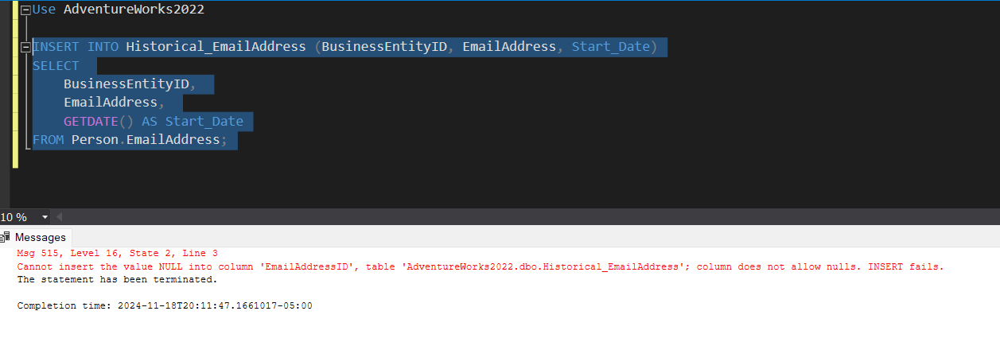 Use AdventureWorks2022
INSERT INTO Historical_EmailAddress (BusinessEntityID, EmailAddress, Start_Date)
SELECT
BusinessEntityID,
EmailAddress,
GETDATE() AS Start_Date
FROM Person.EmailAddress;
10 %
Messages
Msg 515, Level 16, State 2, Line 3
Cannot insert the value NULL into column 'EmailAddressID', table 'AdventureWorks2022.dbo.Historical_EmailAddress'; column does not allow nulls. INSERT fails.
The statement has been terminated.
Completion time: 2024-11-18T20:11:47.1661017-05:00